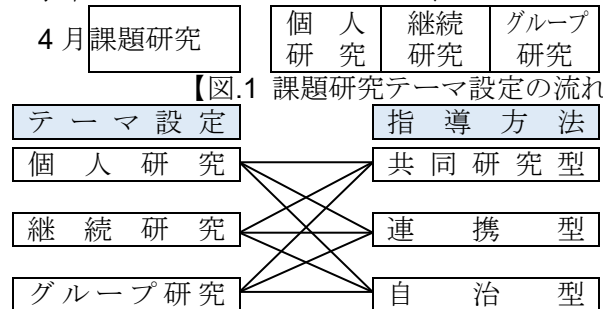 4 月 課題研究 個人研究 継続研究 グループ研究
【図.1 課題研究テーマ設定の流れ
テーマ設定 指導方法
個人研究 共同研究型
継続研究 連携型
グループ研究 自治型